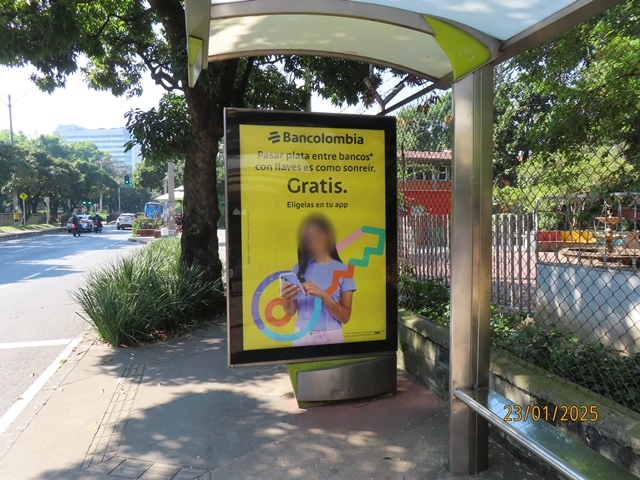 Bancolombia
Pasar plata entre bancos*
con llaves es como sonreír.
Gratis.
Elígelas en tu app
23/01/2025